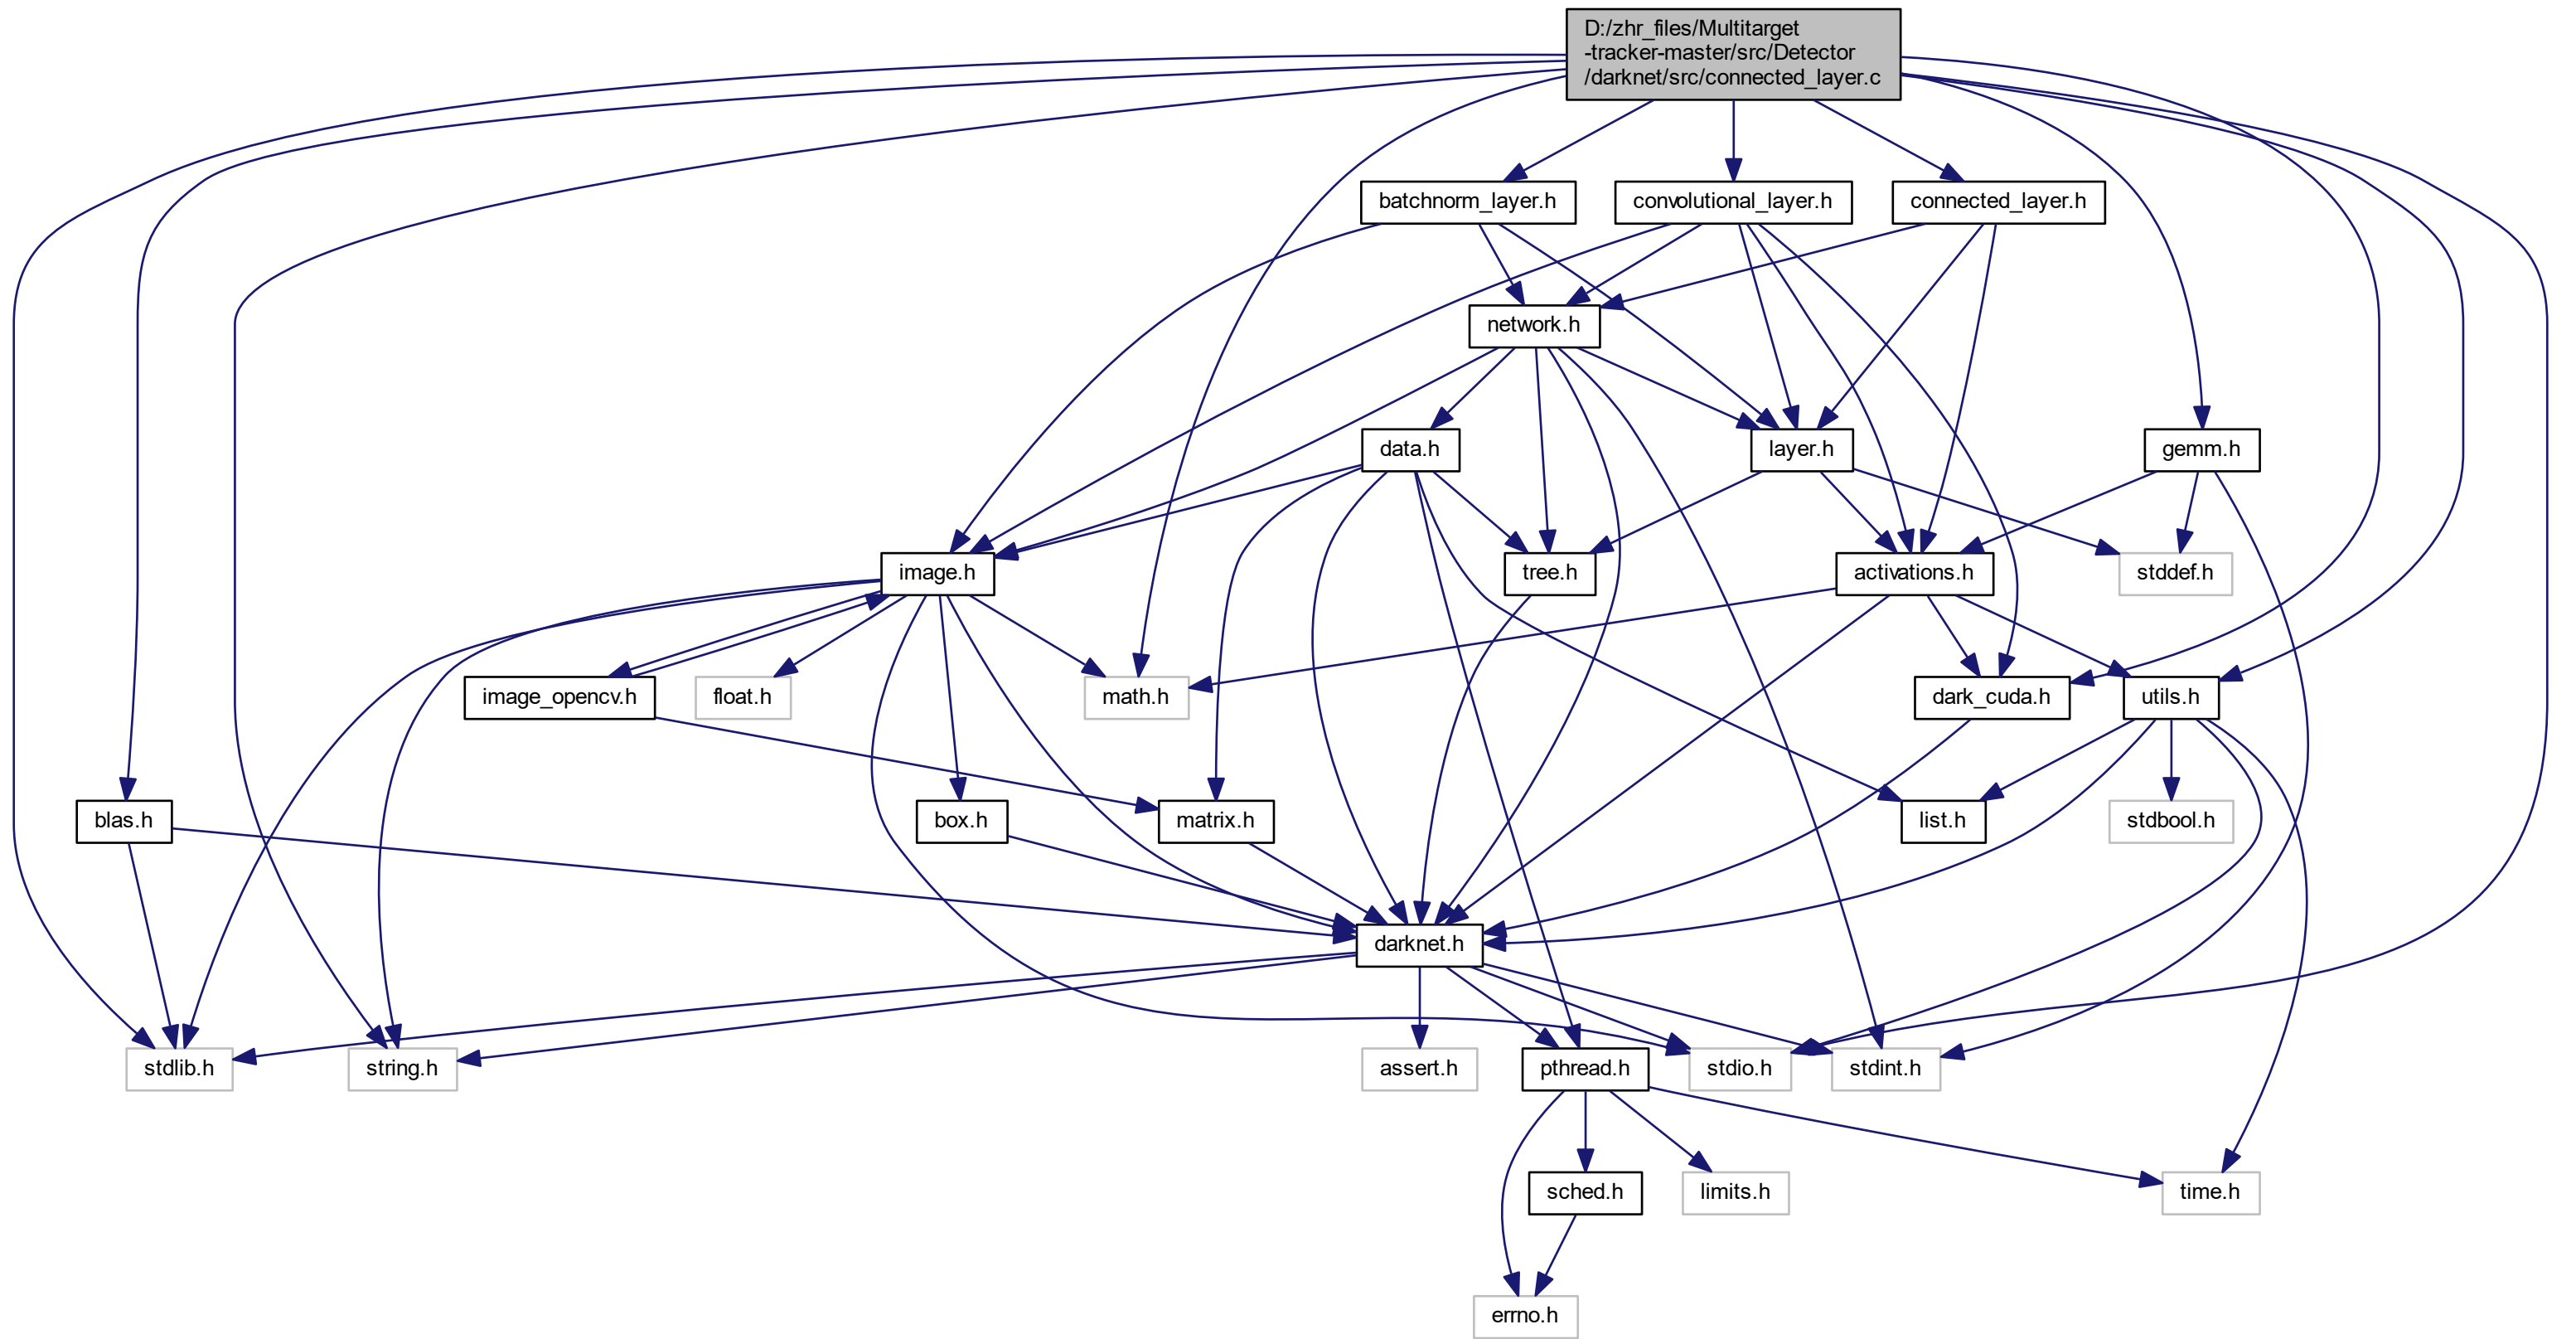 D:/zhr_files/Multitarget
-tracker-master/src/Detector
/darknet/src/connected_layer.c
batchnorm_layer.h
convolutional_layer.h
connected_layer.h
network.h
data.h
layer.h
gemm.h
image.h
tree.h
activations.h
stddef.h
image_opencv.h
float.h
math.h
dark_cuda.h
utils.h
blas.h
box.h
matrix.h
list.h
stdbool.h
darknet.h
stdlib.h
string.h
assert.h
pthread.h
stdio.h
stdint.h
sched.h
limits.h
time.h
errno.h